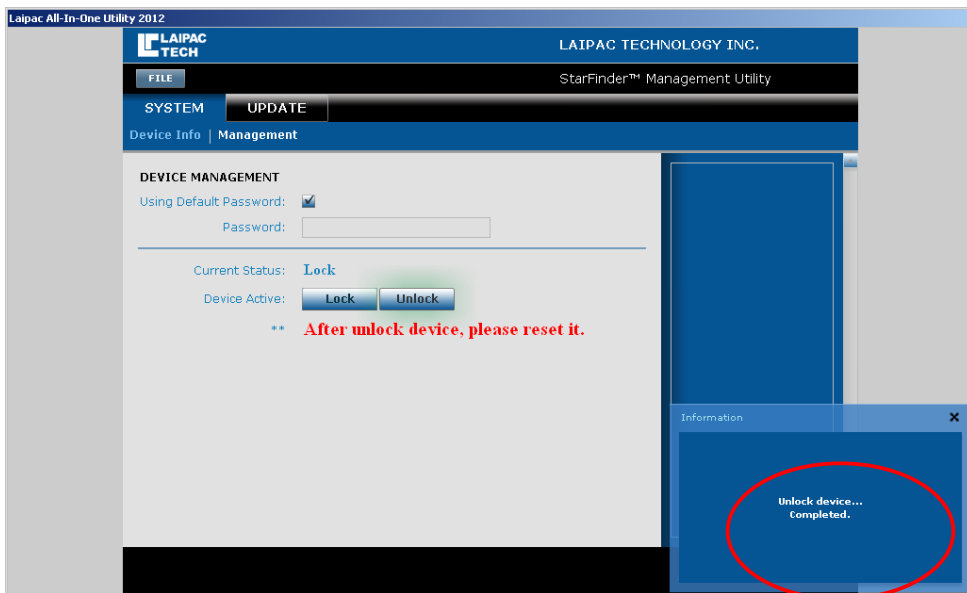 Laipac All-In-One Utility 2012
LAIPAC TECH
LAIPAC TECHNOLOGY INC.
FILE
StarFinder™ Management Utility
SYSTEM UPDATE
Device Info | Management
DEVICE MANAGEMENT
Using Default Password:
Password:
Current Status: Lock
Device Active: Lock Unlock
** After unlock device, please reset it.
Information
Unlock device...
Completed.